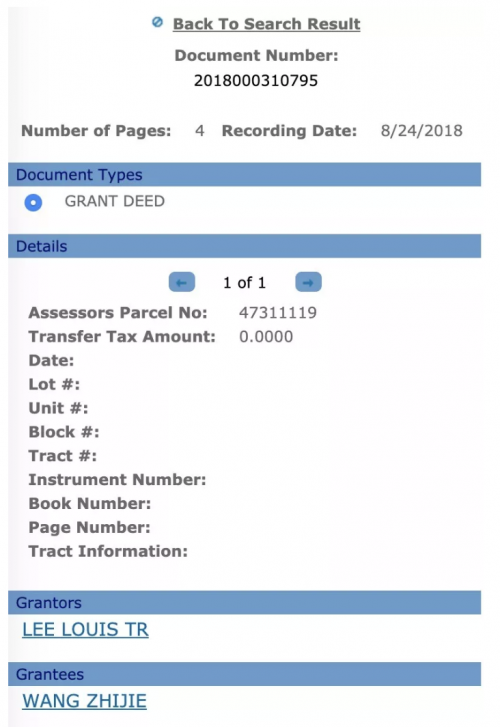 Back To Search Result
Document Number:
2018000310795
Number of Pages: 4 Recording Date: 8/24/2018
Document Types
GRANT DEED
Details
← 1 of 1 →
Assessors Parcel No: 47311119
Transfer Tax Amount: 0.0000
Date:
Lot #:
Unit #:
Block #:
Tract #:
Instrument Number:
Book Number:
Page Number:
Tract Information:
Grantors
LEE LOUIS TR
Grantees
WANG ZHIJIE